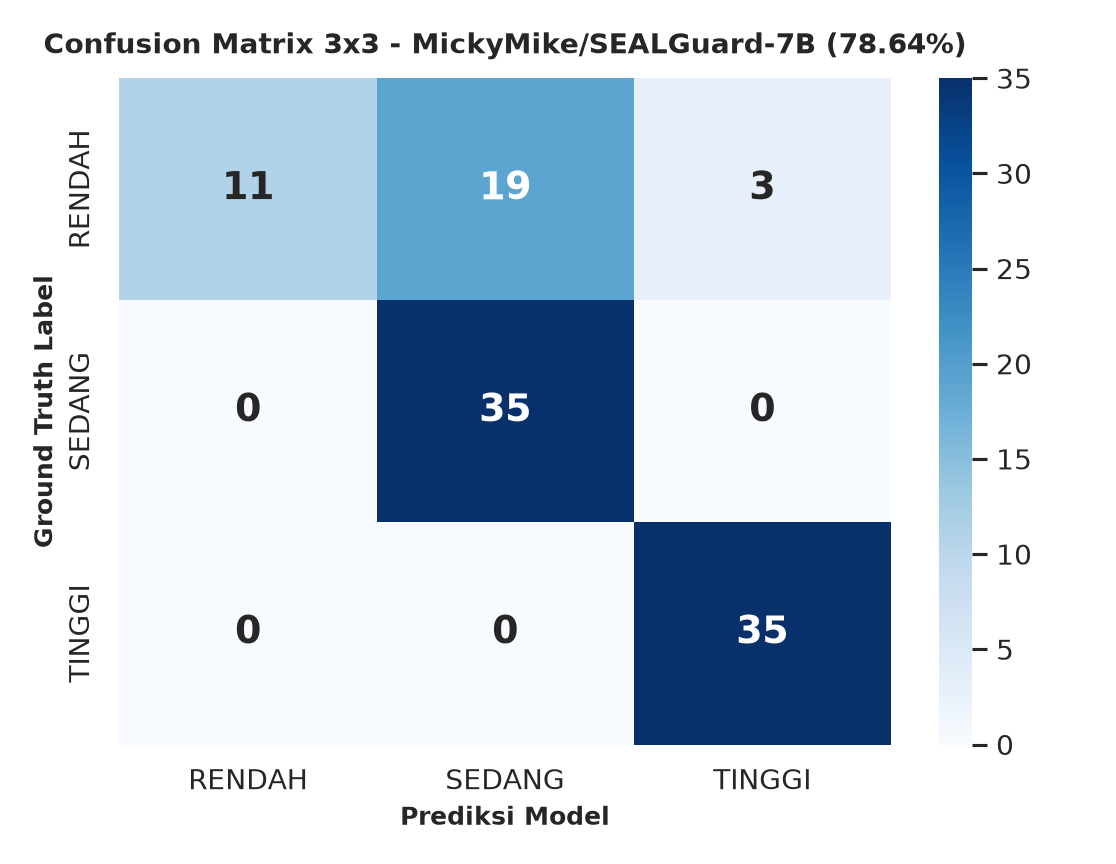 Confusion Matrix 3x3 - MickyMike/SEALGuard-7B (78.64%)
Ground Truth Label
RENDAH
11 19 3
SEDANG
0 35 0
TINGGI
0 0 35
RENDAH SEDANG TINGGI
Prediksi Model
35
30
25
20
15
10
5
0